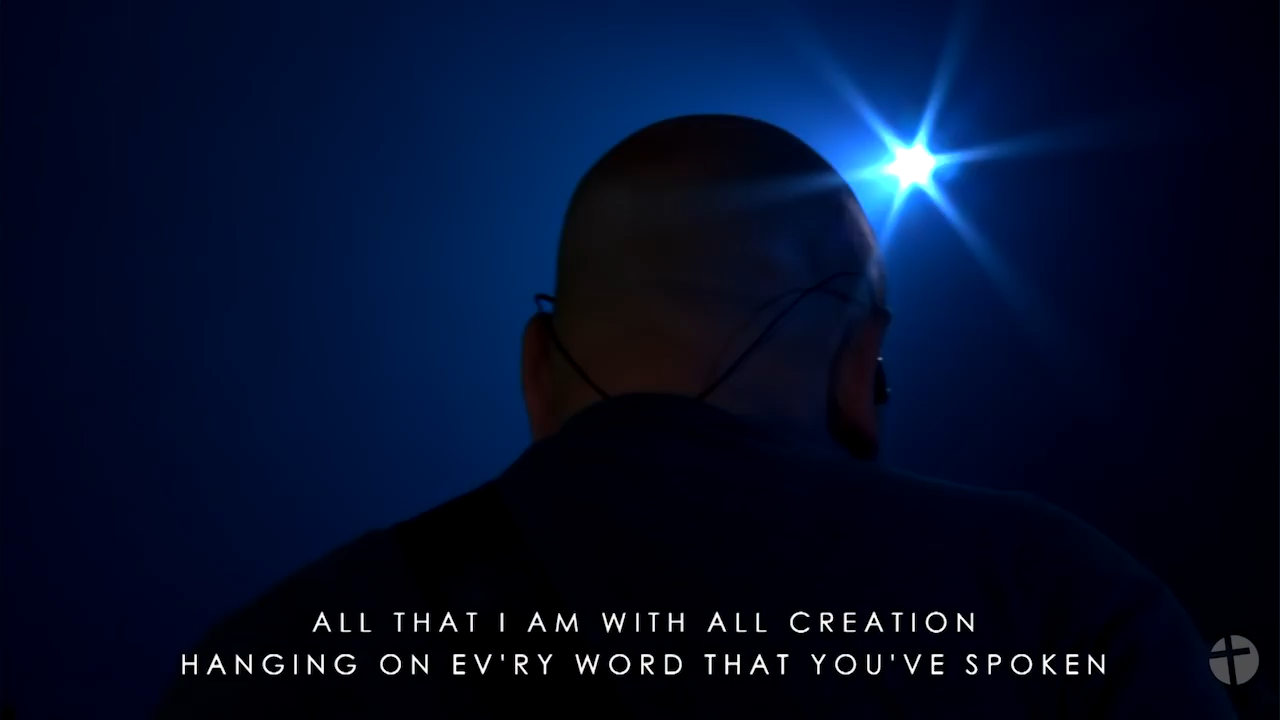 ALL THAT I AM WITH ALL CREATION
HANGING ON EV'RY WORD THAT YOU'VE SPOKEN